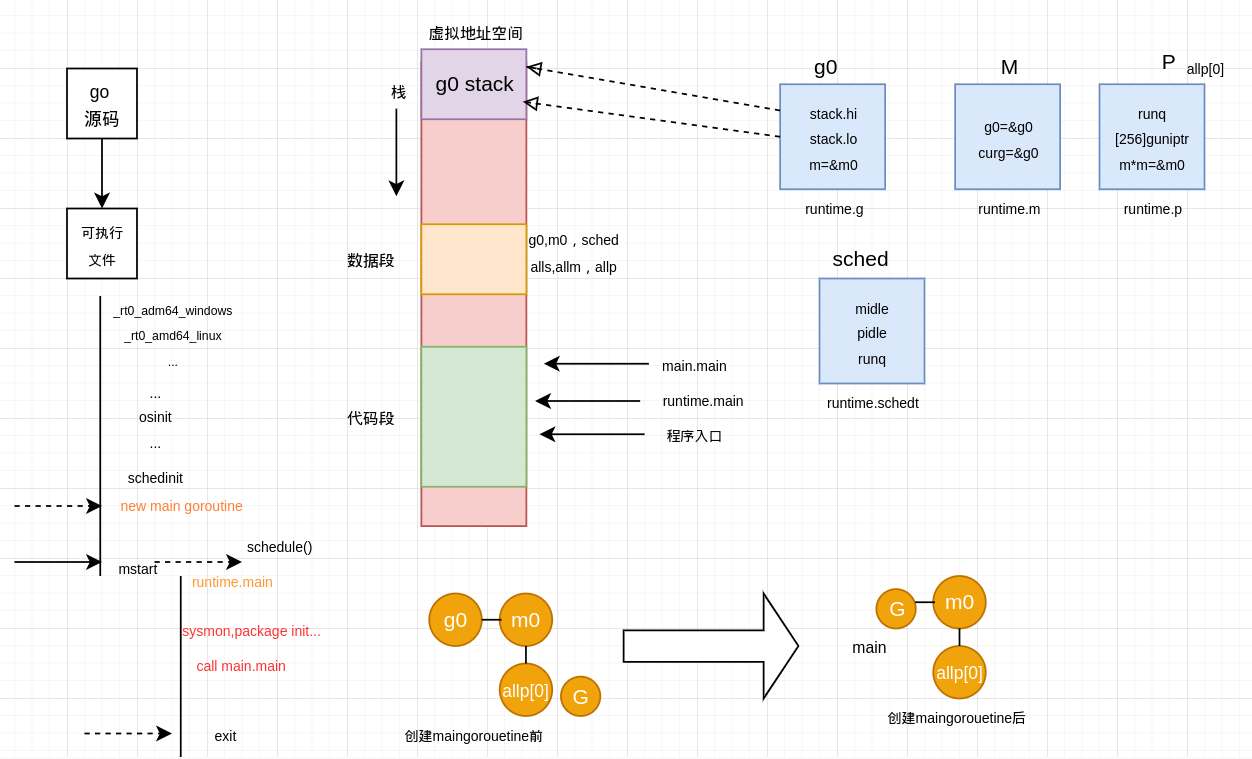 go
源码
可执行
文件
_rt0_adm64_windows
_rt0_amd64_linux
...
...
osinit
...
schedinit
new main goroutine
mstart
schedule()
runtime.main
sysmon,package init...
call main.main
exit
虚拟地址空间
栈
g0 stack
数据段
g0,m0，sched
alls,allm，allp
代码段
main.main
runtime.main
程序入口
g0
stack.hi
stack.lo
m=&m0
runtime.g
M
g0=&g0
curg=&g0
runtime.m
P allp[0]
runq
[256]guniptr
m*m=&m0
runtime.p
sched
midle
pidle
runq
runtime.schedt
g0
m0
allp[0]
G
创建maingorouetine前
G
m0
main
allp[0]
创建maingorouetine后